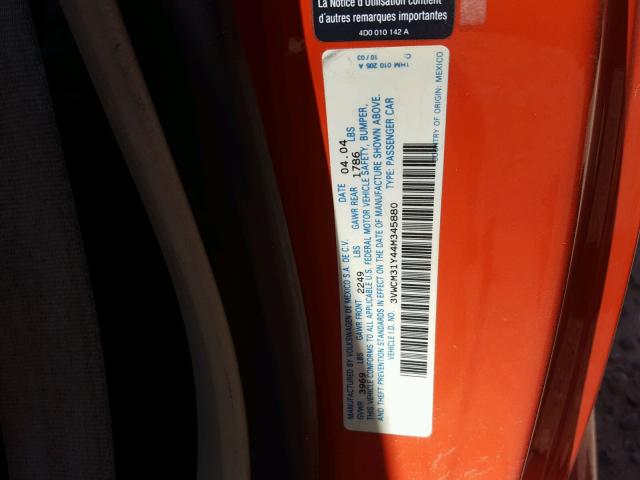 La Notice d'Utilisation contient
d'autres remarques importantes
4D0 010 142 A
1HM 010 205 A
10 / 03
MANUFACTURED BY VOLKSWAGEN DE MEXICO S.A. DE C.V. DATE 04.04
GVWR 3969 LBS GAWR FRONT 2249 LBS GAWR REAR 1786 LBS
THIS VEHICLE CONFORMS TO ALL APPLICABLE U.S. FEDERAL MOTOR VEHICLE SAFETY, BUMPER,
AND THEFT PREVENTION STANDARDS IN EFFECT ON THE DATE OF MANUFACTURE SHOWN ABOVE.
VEHICLE I.D. NO. 3VWCM31Y44M345880 TYPE: PASSENGER CAR
COUNTRY OF ORIGIN: MEXICO